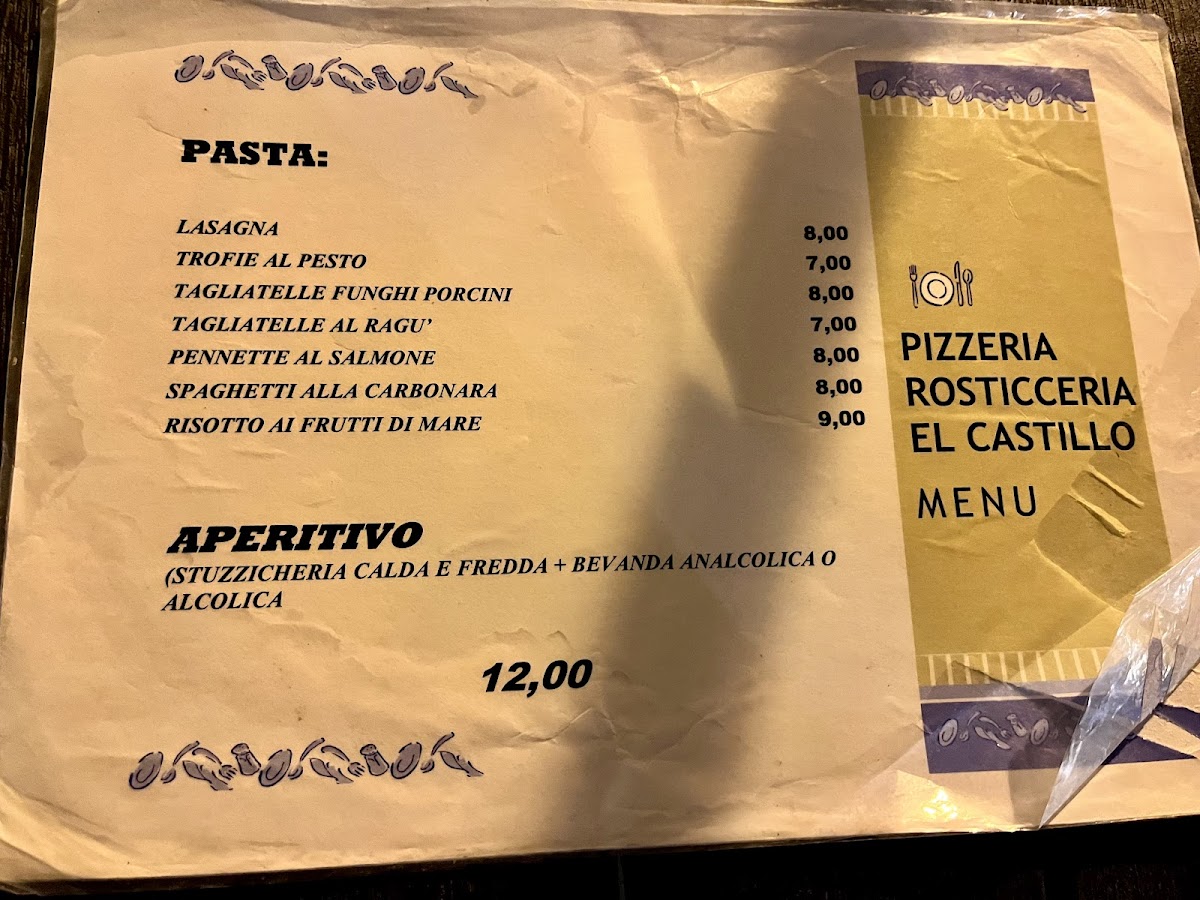 PASTA:
LASAGNA 8,00
TROFIE AL PESTO 7,00
TAGLIATELLE FUNGHI PORCINI 8,00
TAGLIATELLE AL RAGU' 7,00
PENNETTE AL SALMONE 8,00
SPAGHETTI ALLA CARBONARA 8,00
RISOTTO AI FRUTTI DI MARE 9,00
APERITIVO
(STUZZICHERIA CALDA E FREDDA + BEVANDA ANALCOLICA O
ALCOLICA
12,00
PIZZERIA
ROSTICCERIA
EL CASTILLO
MENU